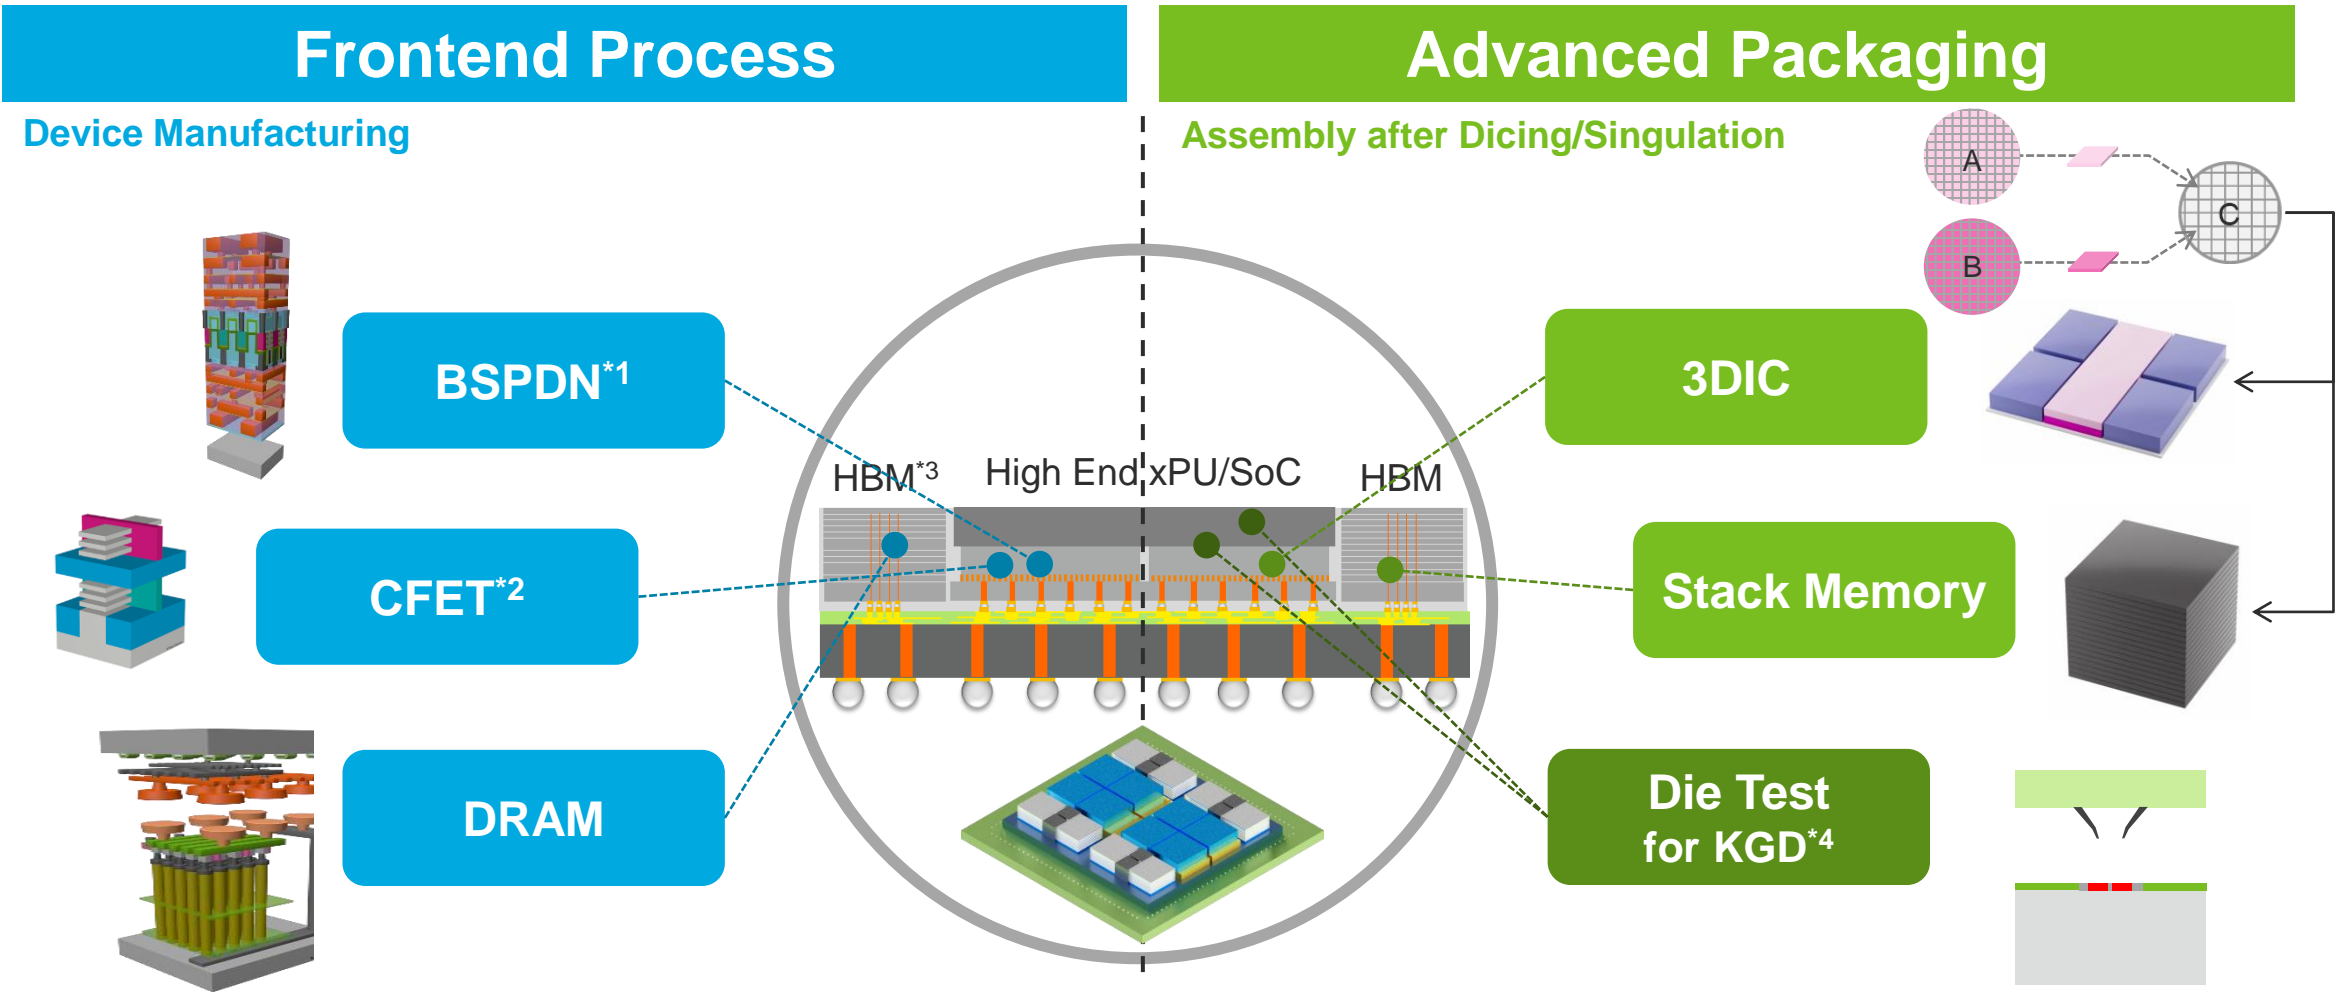 Frontend Process
Advanced Packaging
Device Manufacturing
Assembly after Dicing/Singulation
A
B
C
BSPDN*1
3DIC
HBM*3
High End xPU/SoC
HBM
CFET*2
Stack Memory
DRAM
Die Test
for KGD*4